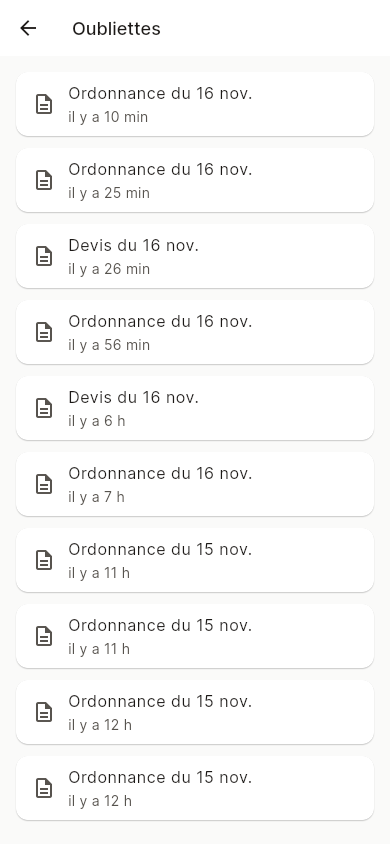 Oubliettes
Ordonnance du 16 nov.
il y a 10 min
Ordonnance du 16 nov.
il y a 25 min
Devis du 16 nov.
il y a 26 min
Ordonnance du 16 nov.
il y a 56 min
Devis du 16 nov.
il y a 6 h
Ordonnance du 16 nov.
il y a 7 h
Ordonnance du 15 nov.
il y a 11 h
Ordonnance du 15 nov.
il y a 11 h
Ordonnance du 15 nov.
il y a 12 h
Ordonnance du 15 nov.
il y a 12 h